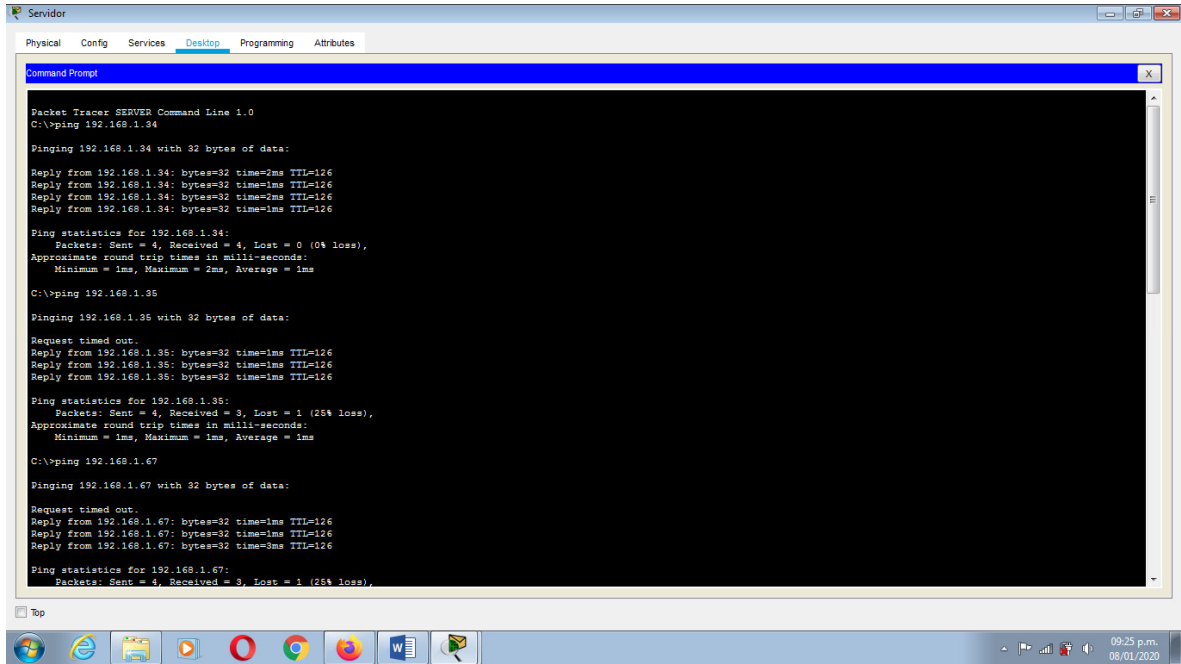 Servidor
Physical Config Services Desktop Programming Attributes
Command Prompt
X
Packet Tracer SERVER Command Line 1.0
C:\>ping 192.168.1.34
Pinging 192.168.1.34 with 32 bytes of data:
Reply from 192.168.1.34: bytes=32 time=2ms TTL=126
Reply from 192.168.1.34: bytes=32 time=1ms TTL=126
Reply from 192.168.1.34: bytes=32 time=2ms TTL=126
Reply from 192.168.1.34: bytes=32 time=1ms TTL=126
Ping statistics for 192.168.1.34:
Packets: Sent = 4, Received = 4, Lost = 0 (0% loss),
Approximate round trip times in milli-seconds:
Minimum = 1ms, Maximum = 2ms, Average = 1ms
C:\>ping 192.168.1.35
Pinging 192.168.1.35 with 32 bytes of data:
Request timed out.
Reply from 192.168.1.35: bytes=32 time=1ms TTL=126
Reply from 192.168.1.35: bytes=32 time=1ms TTL=126
Reply from 192.168.1.35: bytes=32 time=1ms TTL=126
Ping statistics for 192.168.1.35:
Packets: Sent = 4, Received = 3, Lost = 1 (25% loss),
Approximate round trip times in milli-seconds:
Minimum = 1ms, Maximum = 1ms, Average = 1ms
C:\>ping 192.168.1.67
Pinging 192.168.1.67 with 32 bytes of data:
Request timed out.
Reply from 192.168.1.67: bytes=32 time=1ms TTL=126
Reply from 192.168.1.67: bytes=32 time=1ms TTL=126
Reply from 192.168.1.67: bytes=32 time=3ms TTL=126
Ping statistics for 192.168.1.67:
Packets: Sent = 4, Received = 3, Lost = 1 (25% loss),
Top
09:25 p.m.
08/01/2020